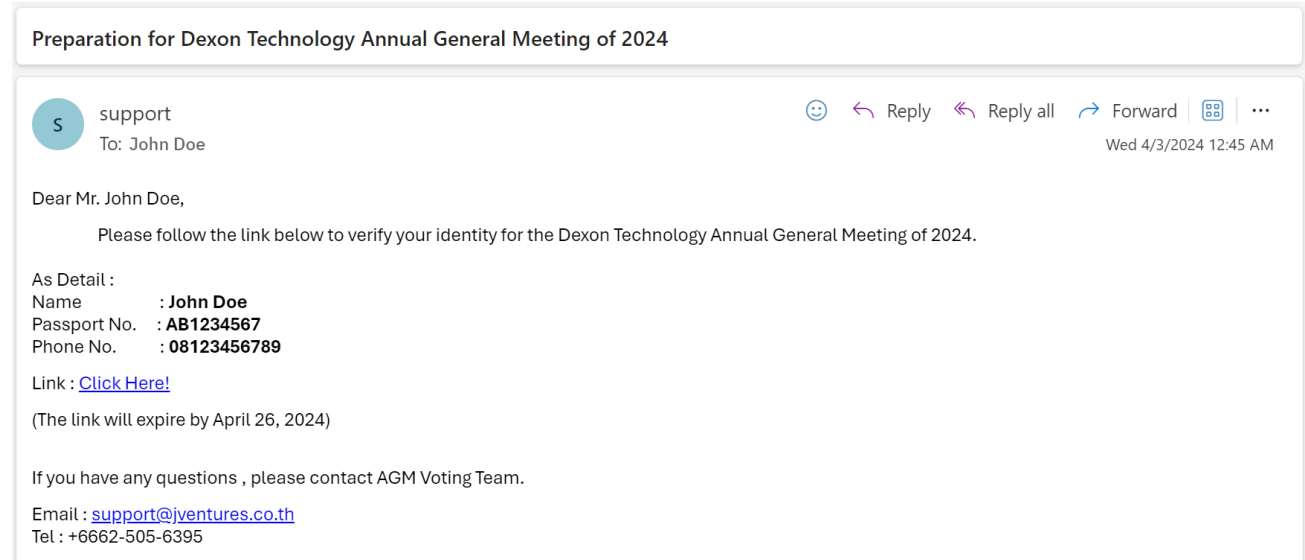 Preparation for Dexon Technology Annual General Meeting of 2024
S
support
To: John Doe
Reply
Reply all
Forward
Wed 4/3/2024 12:45 AM
Dear Mr. John Doe,
Please follow the link below to verify your identity for the Dexon Technology Annual General Meeting of 2024.
As Detail :
Name : John Doe
Passport No. : AB1234567
Phone No. : 08123456789
Link : Click Here!
(The link will expire by April 26, 2024)
If you have any questions , please contact AGM Voting Team.
Email : support@jventures.co.th
Tel : +6662-505-6395